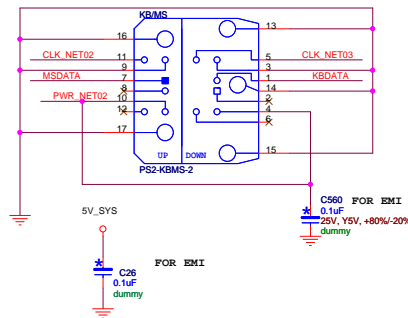 KB/MS
16
13
CLK_NET02
11
5
CLK_NET03
9
3
MSDATA
7
1
KBDATA
8
14
PWR_NET02
10
2
4
12
6
17
15
UP
DOWN
PS2-KBMS-2
C560
FOR EMI
0.1uF
25V, Y5V, +80%/-20%
dummy
5V_SYS
FOR EMI
C26
0.1uF
dummy